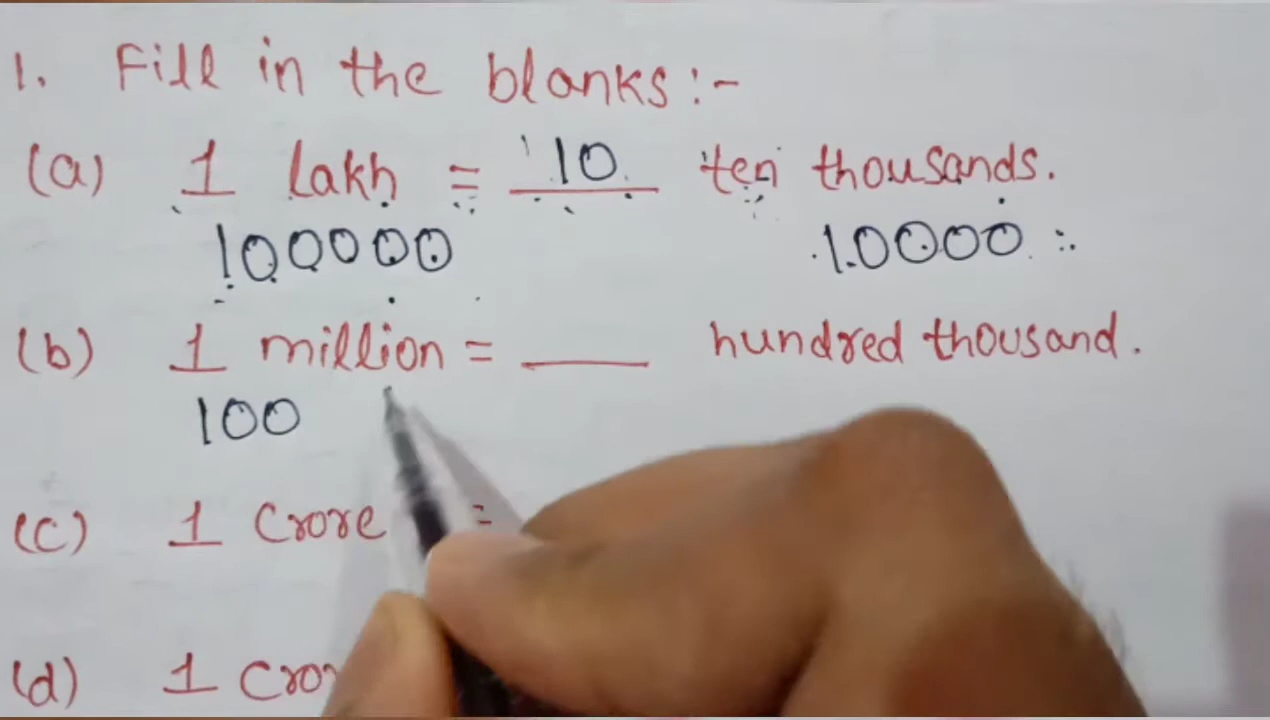 1. Fill in the blanks:-
(a) 1 lakh = 10 ten thousands.
100000 10000
(b) 1 million = ____ hundred thousand.
100
(c) 1 Crore =
(d) 1 Cro